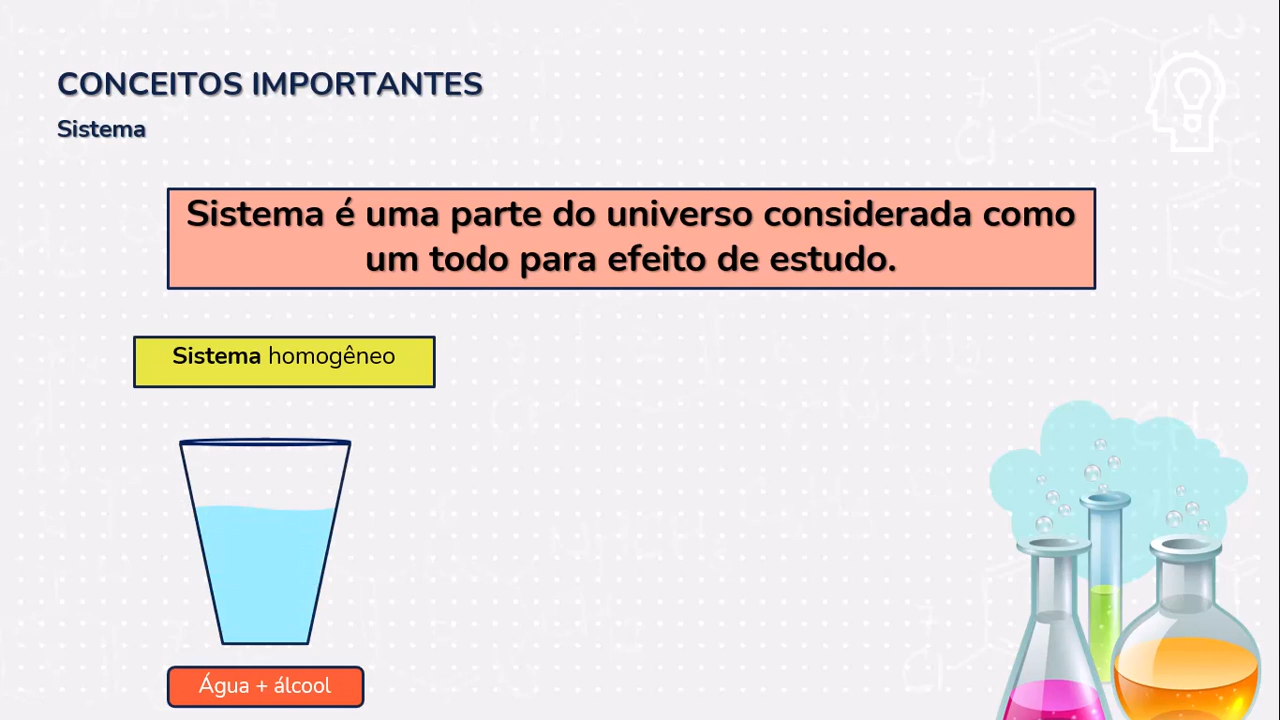 CONCEITOS IMPORTANTES
Sistema
Sistema é uma parte do universo considerada como
um todo para efeito de estudo.
Sistema homogêneo
Água + álcool